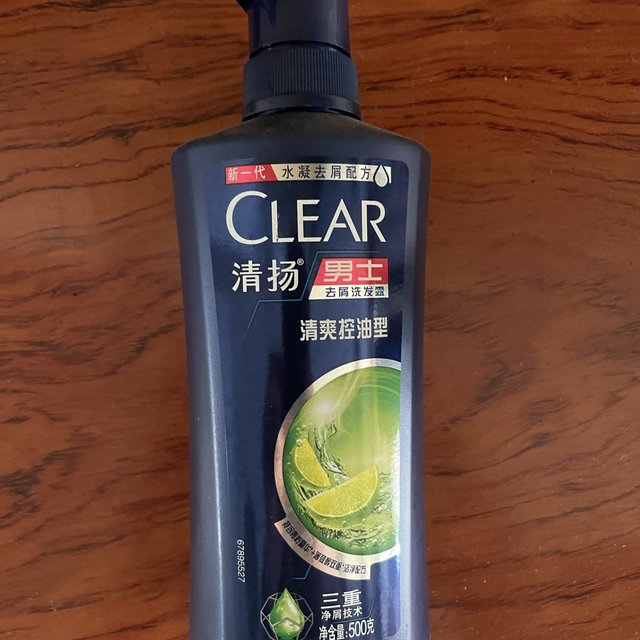 新一代 水凝去屑配方
CLEAR
清扬®
男士
去屑洗发露
清爽控油型
67895527
三重
净屑技术
净含量:500克